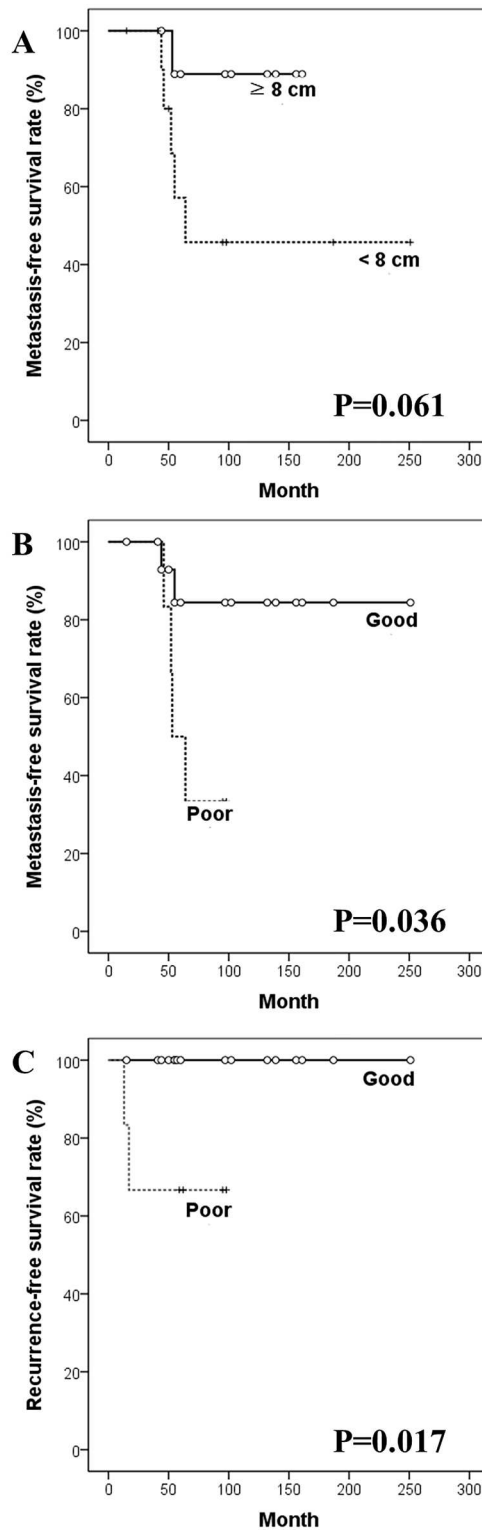 A
Metastasis-free survival rate (%)
100
80
60
40
20
0
≥ 8 cm
< 8 cm
P=0.061
0 50 100 150 200 250 300
Month
B
Metastasis-free survival rate (%)
100
80
60
40
20
0
Good
Poor
P=0.036
0 50 100 150 200 250 300
Month
C
Recurrence-free survival rate (%)
100
80
60
40
20
0
Good
Poor
P=0.017
0 50 100 150 200 250 300
Month